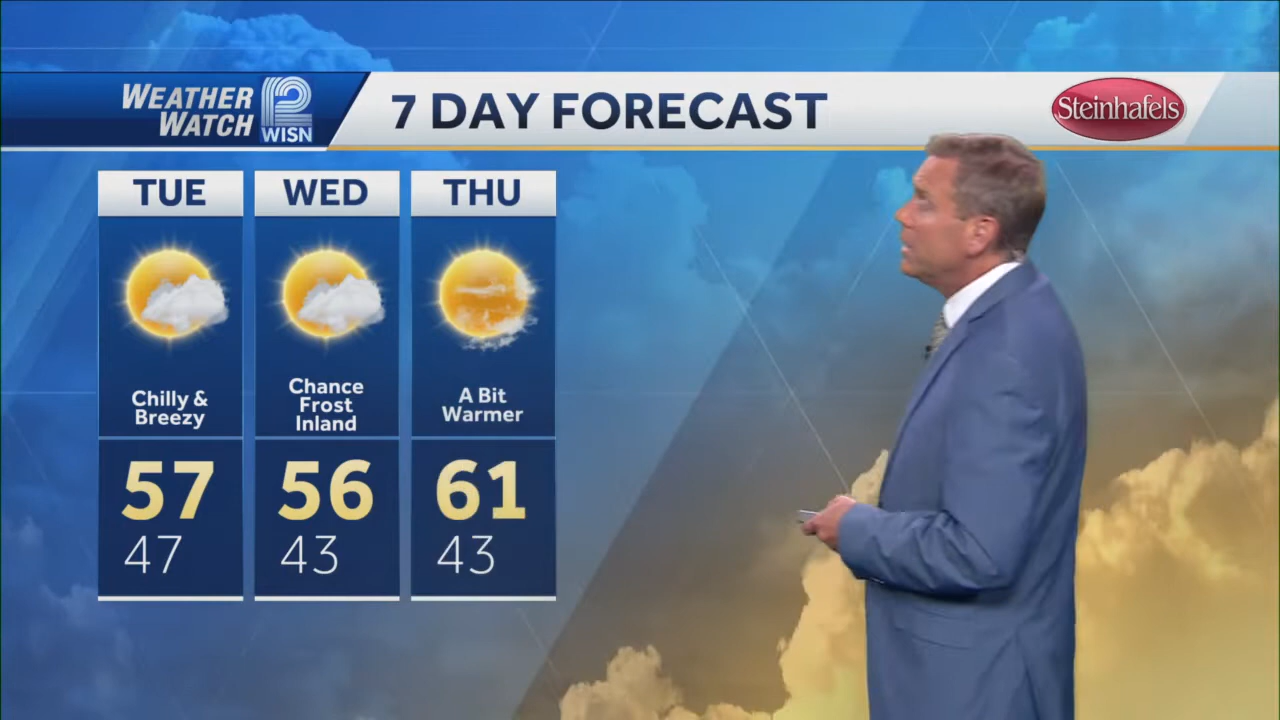 WEATHER
WATCH
12
WISN
7 DAY FORECAST
Steinhafels
TUE
WED
THU
Chilly &
Breezy
Chance
Frost
Inland
A Bit
Warmer
57
56
61
47
43
43